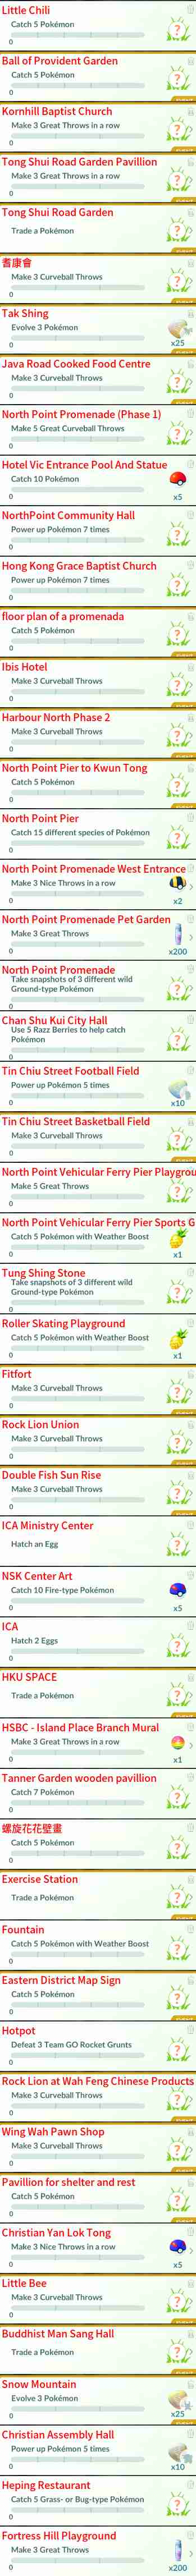 Little Chili
Catch 5 Pokémon
0
Ball of Provident Garden
Catch 5 Pokémon
0
Kornhill Baptist Church
Make 3 Great Throws in a row
0
Tong Shui Road Garden Pavillion
Make 3 Great Throws in a row
0
Tong Shui Road Garden
Trade a Pokémon
耆康會
Make 3 Curveball Throws
0
Tak Shing
Evolve 3 Pokémon
0
x25
Java Road Cooked Food Centre
Make 3 Curveball Throws
0
North Point Promenade (Phase 1)
Make 5 Great Curveball Throws
0
Hotel Vic Entrance Pool And Statue
Catch 10 Pokémon
0
x5
NorthPoint Community Hall
Power up Pokémon 7 times
0
Hong Kong Grace Baptist Church
Power up Pokémon 7 times
0
floor plan of a promenada
Catch 5 Pokémon
0
Ibis Hotel
Make 3 Curveball Throws
0
Harbour North Phase 2
Make 3 Curveball Throws
0
North Point Pier to Kwun Tong
Catch 5 Pokémon
0
North Point Pier
Catch 15 different species of Pokémon
0
North Point Promenade West Entrance
Make 3 Nice Throws in a row
0
x2
North Point Promenade Pet Garden
Make 3 Great Throws
0
x200
North Point Promenade
Take snapshots of 3 different wild
Ground-type Pokémon
0
Chan Shu Kui City Hall
Use 5 Razz Berries to help catch
Pokémon
0
Tin Chiu Street Football Field
Power up Pokémon 5 times
0
x10
Tin Chiu Street Basketball Field
Make 3 Curveball Throws
0
North Point Vehicular Ferry Pier Playgrou
Make 5 Great Throws
0
North Point Vehicular Ferry Pier Sports G
Catch 5 Pokémon with Weather Boost
0
x1
Tung Shing Stone
Take snapshots of 3 different wild
Ground-type Pokémon
0
Roller Skating Playground
Catch 5 Pokémon with Weather Boost
0
x1
Fitfort
Make 3 Curveball Throws
0
Rock Lion Union
Make 3 Curveball Throws
0
Double Fish Sun Rise
Make 3 Curveball Throws
0
ICA Ministry Center
Hatch an Egg
NSK Center Art
Catch 10 Fire-type Pokémon
0
x5
ICA
Hatch 2 Eggs
0
HKU SPACE
Trade a Pokémon
HSBC - Island Place Branch Mural
Make 3 Great Throws in a row
0
x1
Tanner Garden wooden pavillion
Catch 7 Pokémon
0
螺旋花花壁畫
Catch 5 Pokémon
0
Exercise Station
Trade a Pokémon
Fountain
Catch 5 Pokémon with Weather Boost
0
Eastern District Map Sign
Catch 5 Pokémon
0
Hotpot
Defeat 3 Team GO Rocket Grunts
0
Rock Lion at Wah Feng Chinese Products
Make 3 Curveball Throws
0
Wing Wah Pawn Shop
Make 3 Curveball Throws
0
Pavillion for shelter and rest
Catch 5 Pokémon
0
Christian Yan Lok Tong
Make 3 Nice Throws in a row
0
x5
Little Bee
Make 3 Curveball Throws
0
Buddhist Man Sang Hall
Trade a Pokémon
Snow Mountain
Evolve 3 Pokémon
0
x25
Christian Assembly Hall
Power up Pokémon 5 times
0
x10
Heping Restaurant
Catch 5 Grass- or Bug-type Pokémon
0
Fortress Hill Playground
Make 3 Great Throws
0
x200